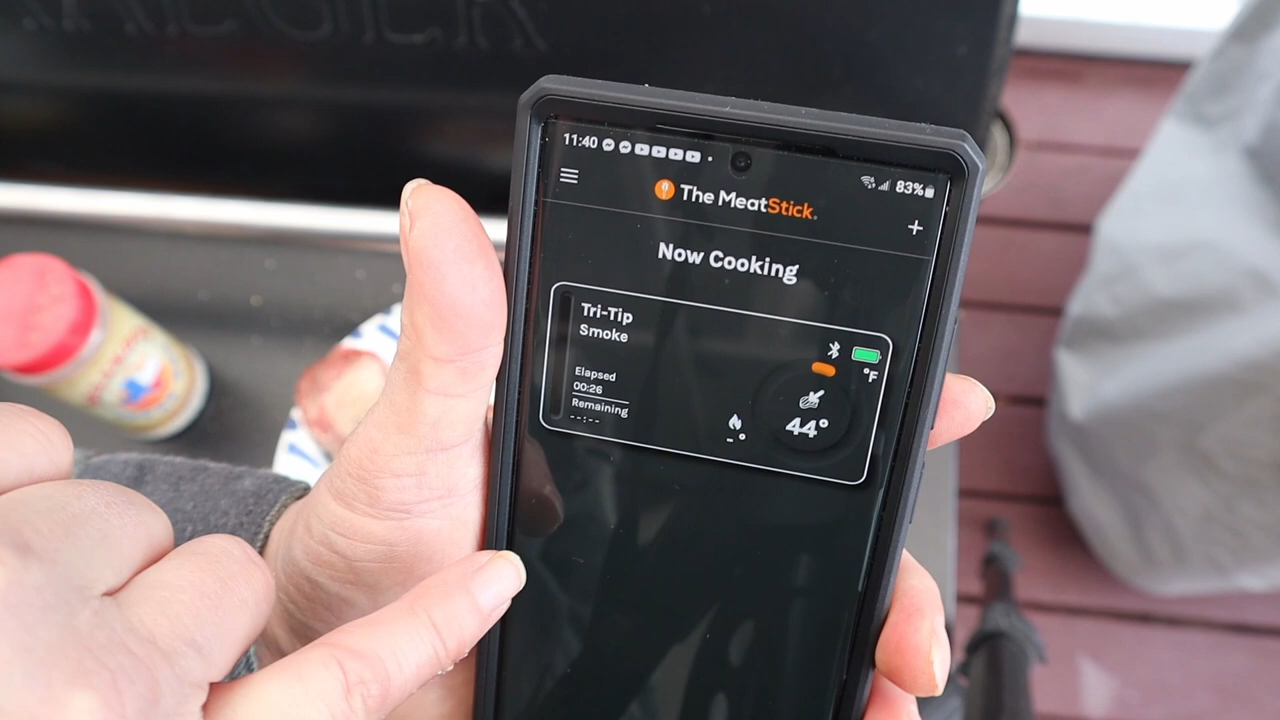 11:40
83%
The MeatStick
Now Cooking
Tri-Tip
Smoke
°F
Elapsed
00:26
Remaining
--:--
-°
44°